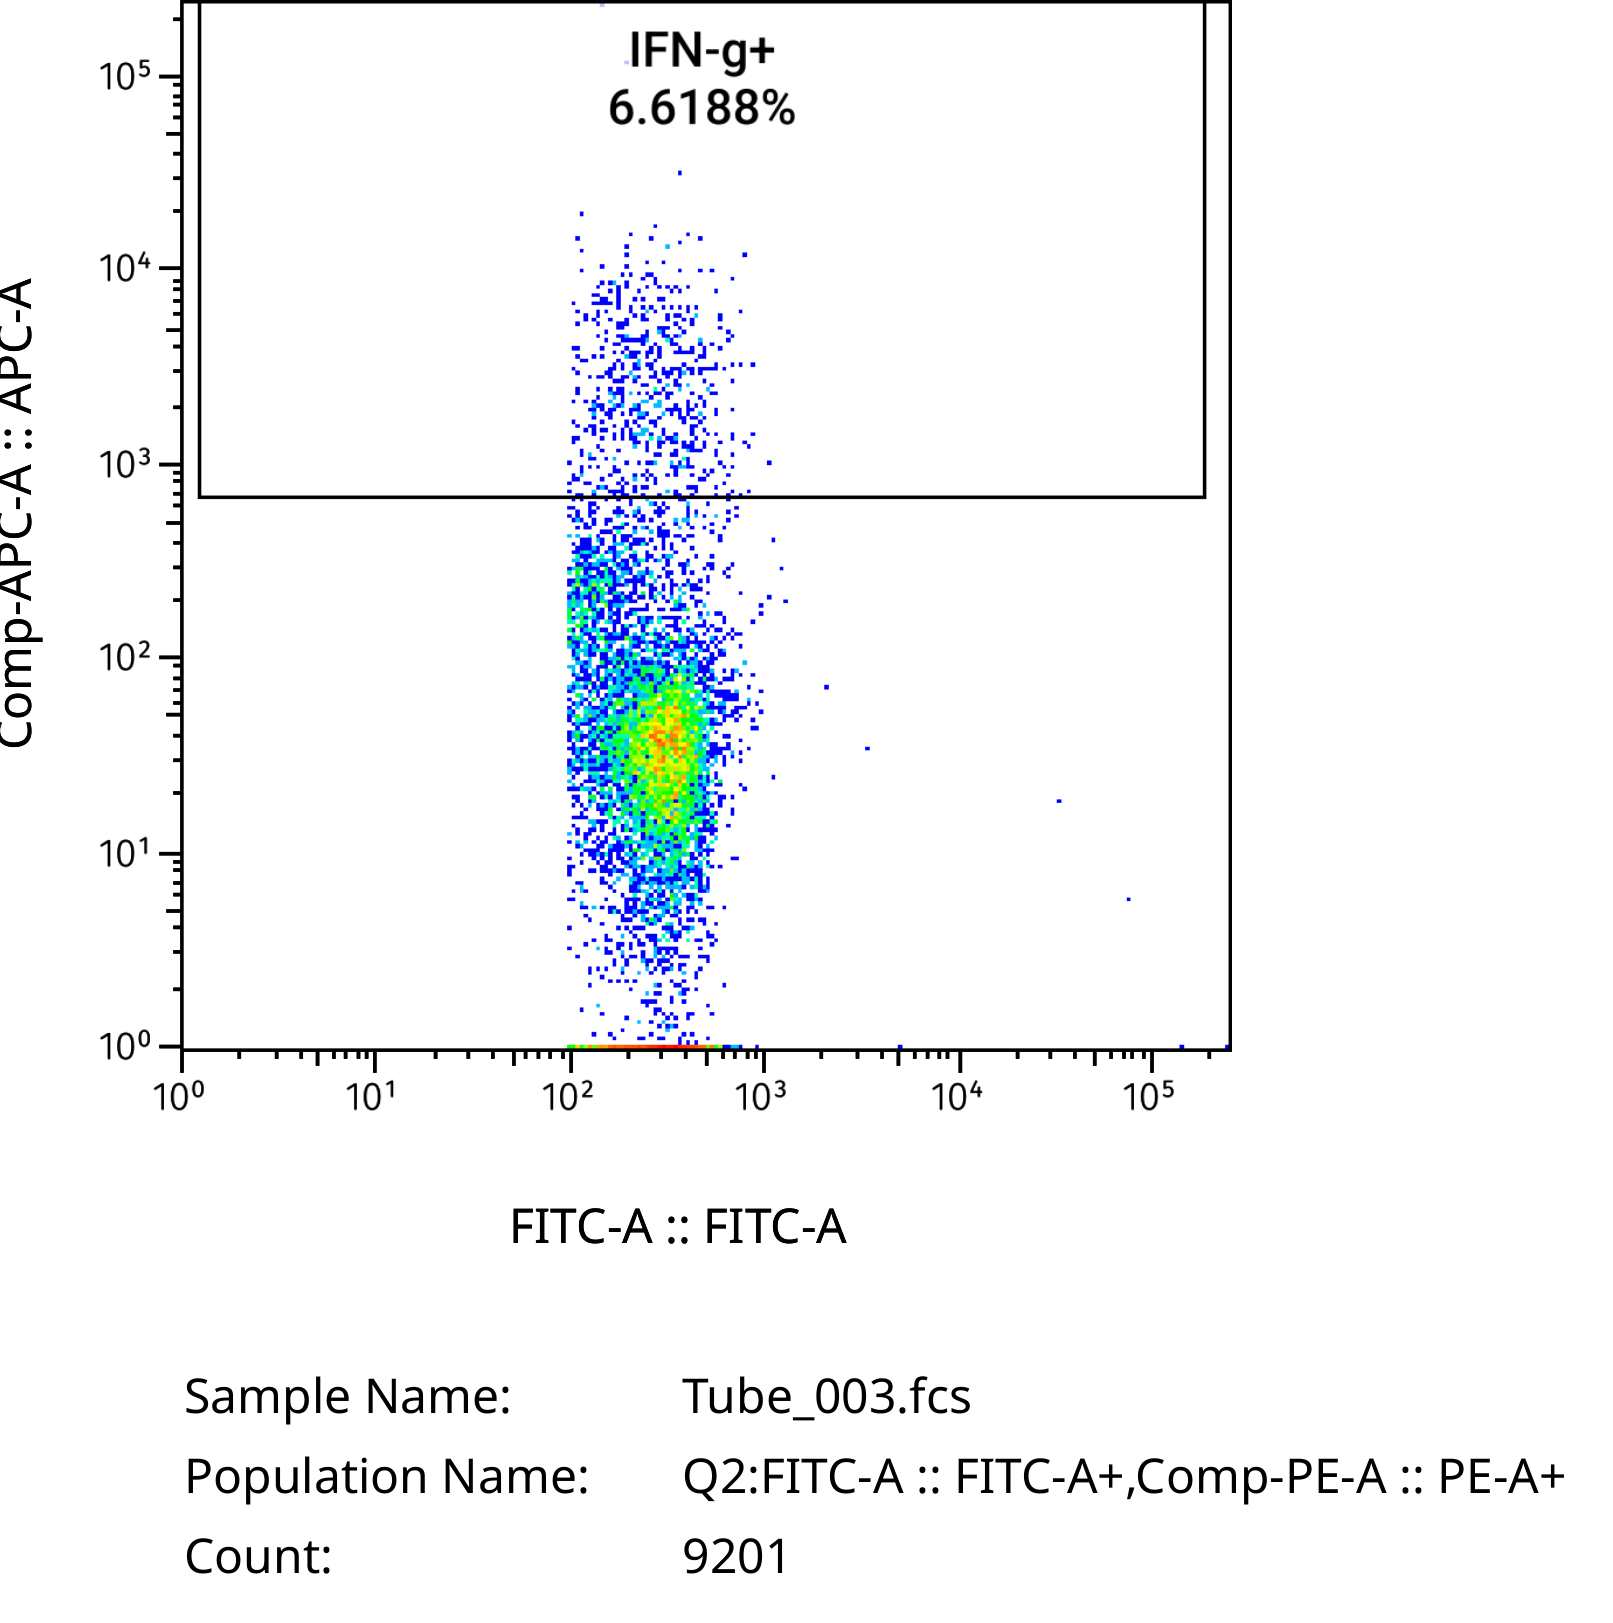 IFN-g+
6.6188%
10⁵
10⁴
10³
10²
10¹
10⁰
Comp-APC-A :: APC-A
10⁰ 10¹ 10² 10³ 10⁴ 10⁵
FITC-A :: FITC-A
Sample Name: Tube_003.fcs
Population Name: Q2:FITC-A :: FITC-A+,Comp-PE-A :: PE-A+
Count: 9201